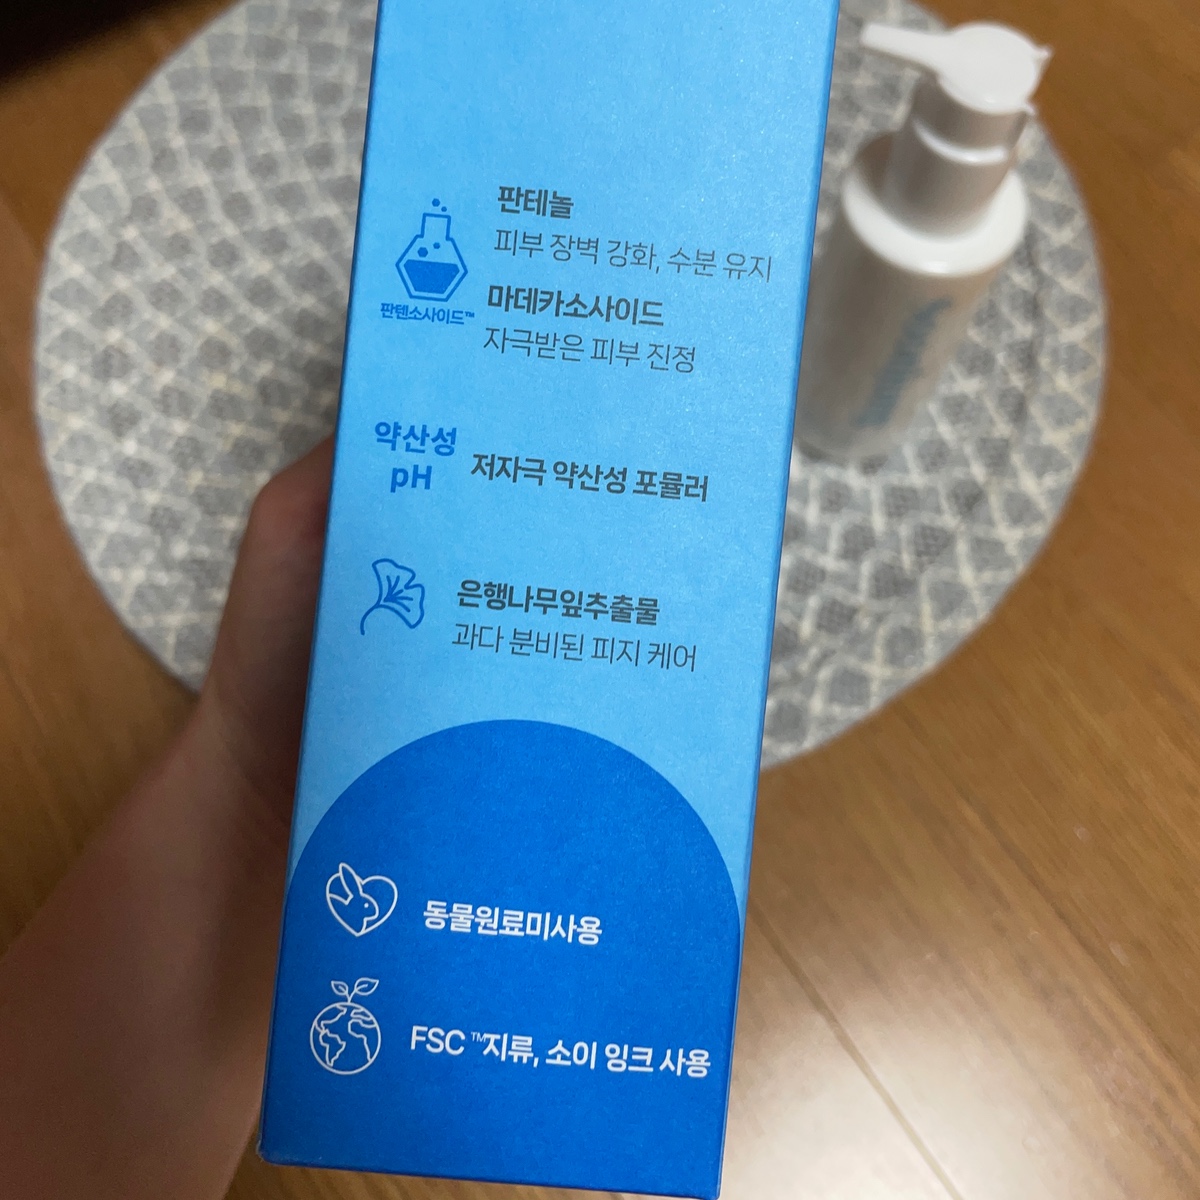 판테놀
피부 장벽 강화, 수분 유지
판텐소사이드™
마데카소사이드
자극받은 피부 진정
약산성
pH
저자극 약산성 포뮬러
은행나무잎추출물
과다 분비된 피지 케어
동물원료미사용
FSC™지류, 소이 잉크 사용